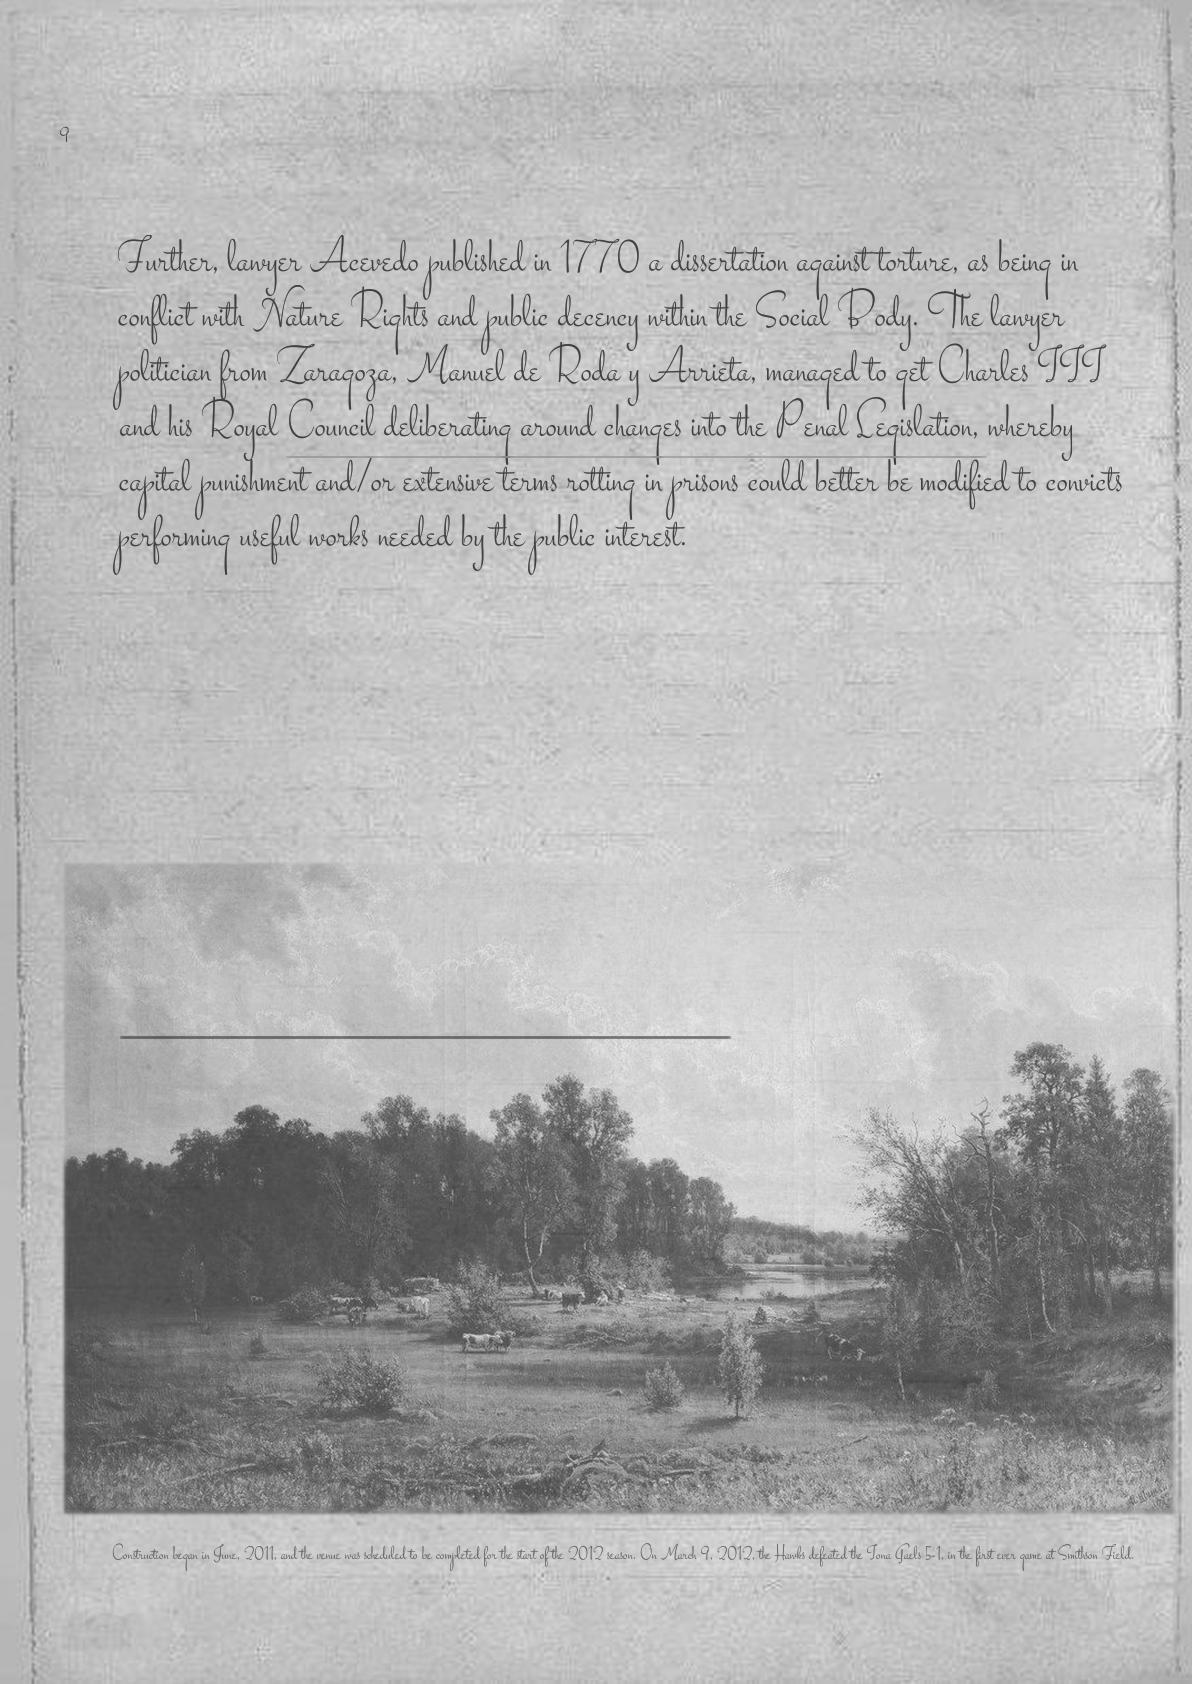 9
Further, lawyer Acevedo published in 1770 a dissertation against torture, as being in
conflict with Nature Rights and public decency within the Social Body. The lawyer
politician from Zaragoza, Manuel de Roda y Arrieta, managed to get Charles III
and his Royal Council deliberating around changes into the Penal Legislation, whereby
capital punishment and/or extensive terms rotting in prisons could better be modified to convicts
performing useful works needed by the public interest.
Construction began in June, 2011, and the venue was scheduled to be completed for the start of the 2012 season. On March 9, 2012, the Hawks defeated the Iona Gaels 5-1, in the first ever game at Smithson Field.